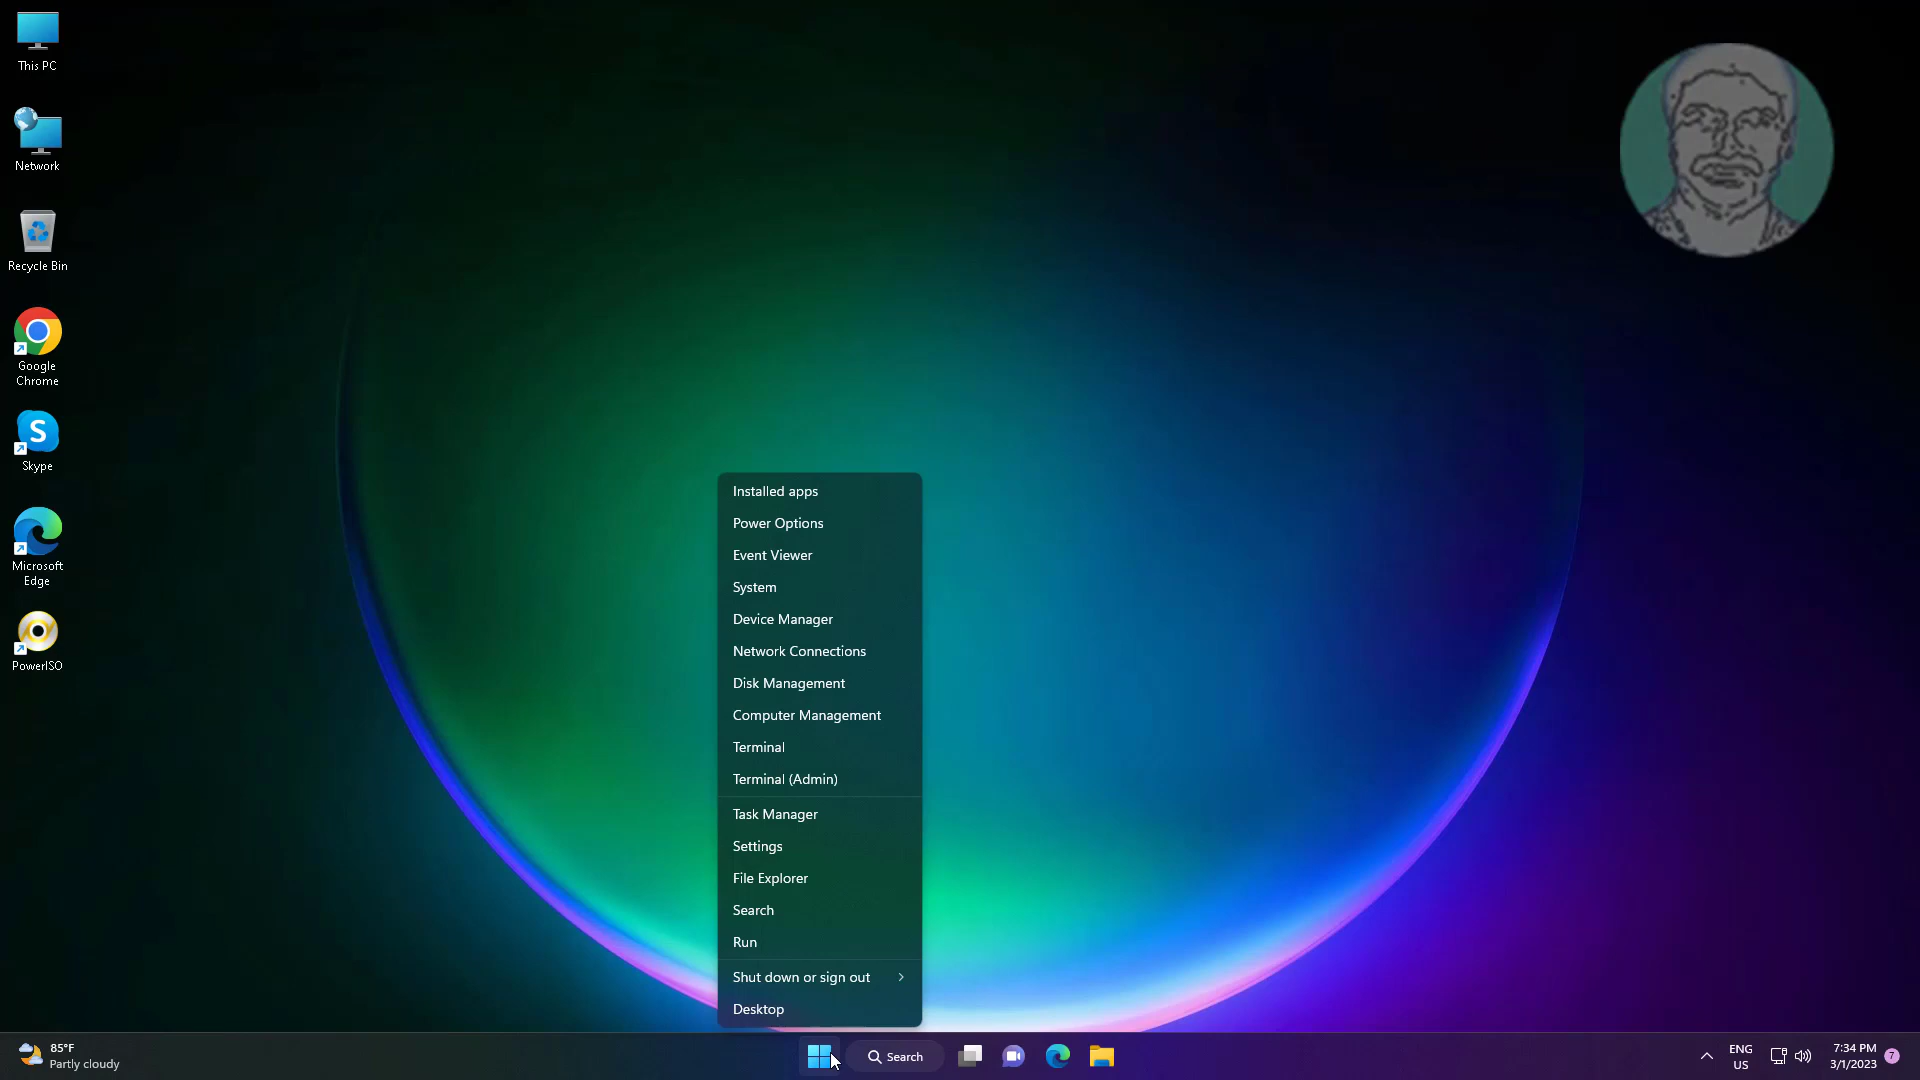 This PC
Network
Recycle Bin
Google
Chrome
S
Skype
Microsoft
Edge
PowerISO
Installed apps
Power Options
Event Viewer
System
Device Manager
Network Connections
Disk Management
Computer Management
Terminal
Terminal (Admin)
Task Manager
Settings
File Explorer
Search
Run
Shut down or sign out
Desktop
85°F
Partly cloudy
Search
ENG
US
7:34 PM
3/1/2023
7